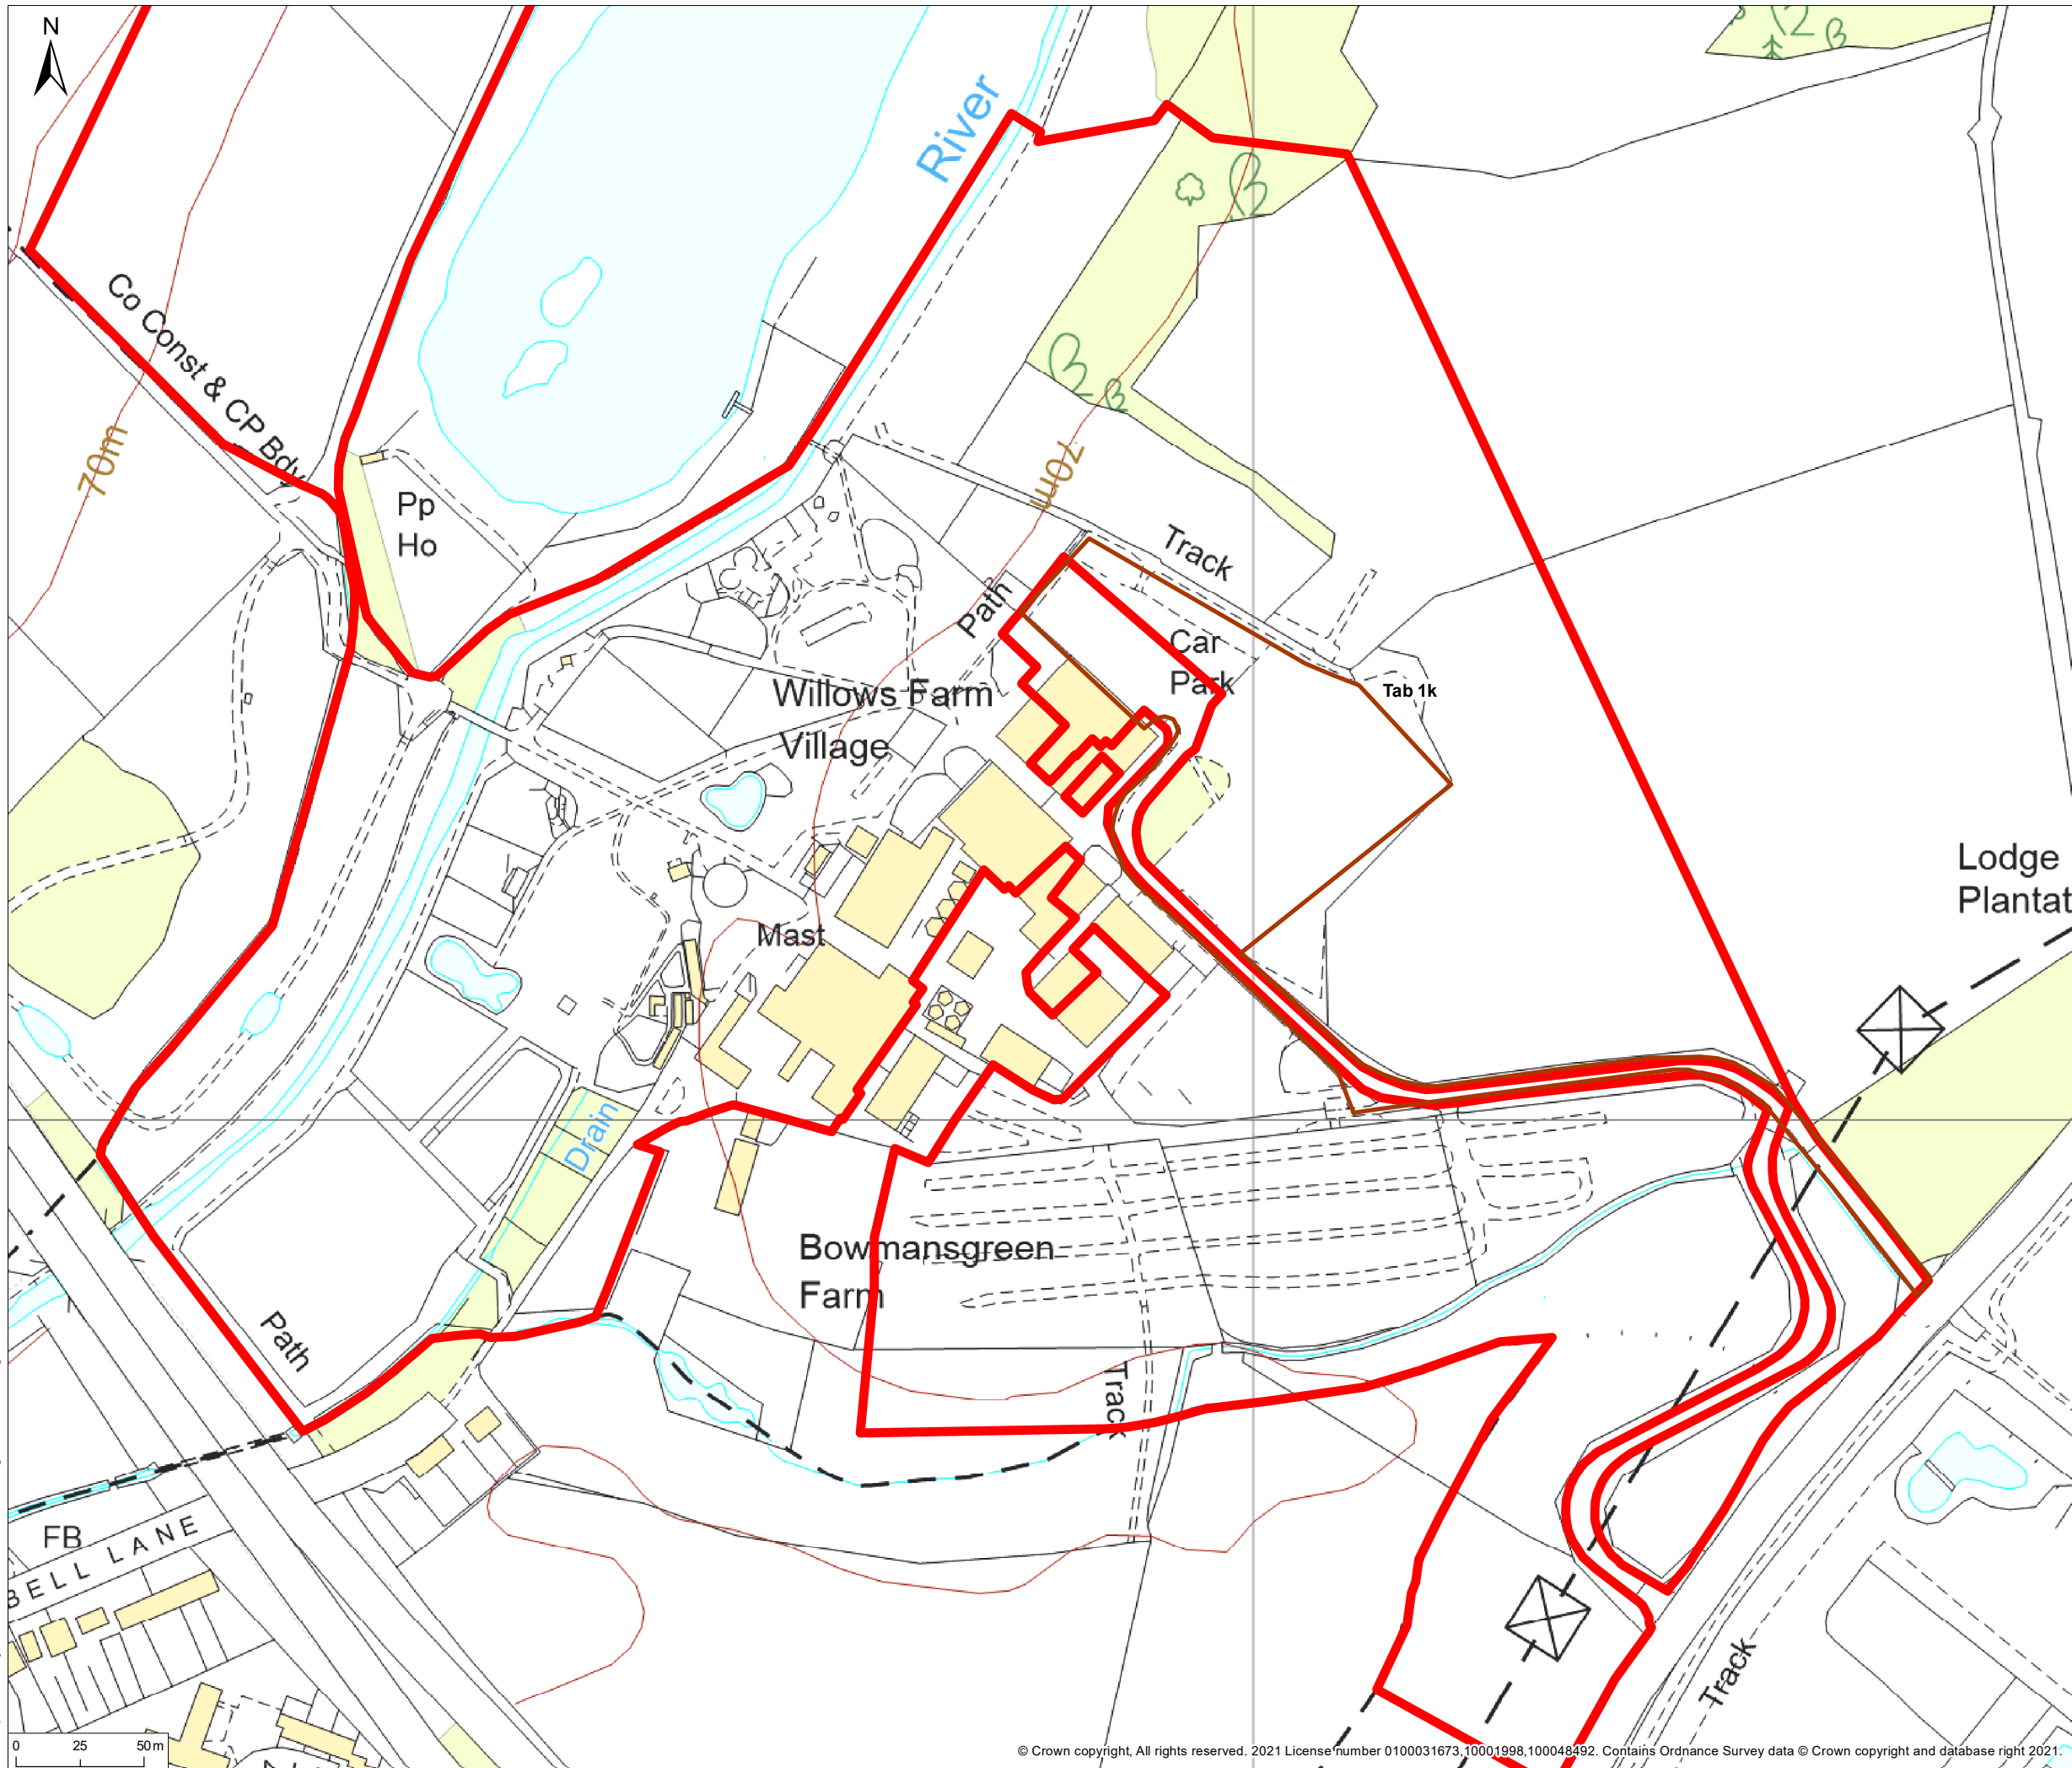 N
River
Co Const & CP Bdy
70m
70m
Pp
Ho
Track
Path
Car
Park
Tab 1k
Willows Farm
Village
Lodge
Plantat
Mast
Drain
Bowmansgreen
Farm
Path
Track
FB
BELL LANE
Track
0 25 50m
© Crown copyright, All rights reserved. 2021 License number 0100031673,10001998,100048492. Contains Ordnance Survey data © Crown copyright and database right 2021.